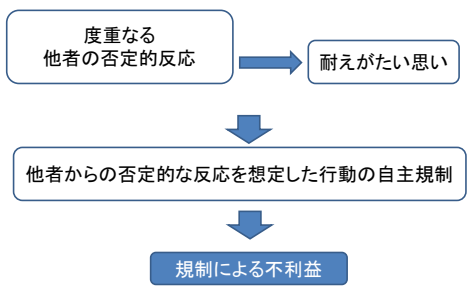 度重なる
他者の否定的反応
耐えがたい思い
他者からの否定的な反応を想定した行動の自主規制
規制による不利益